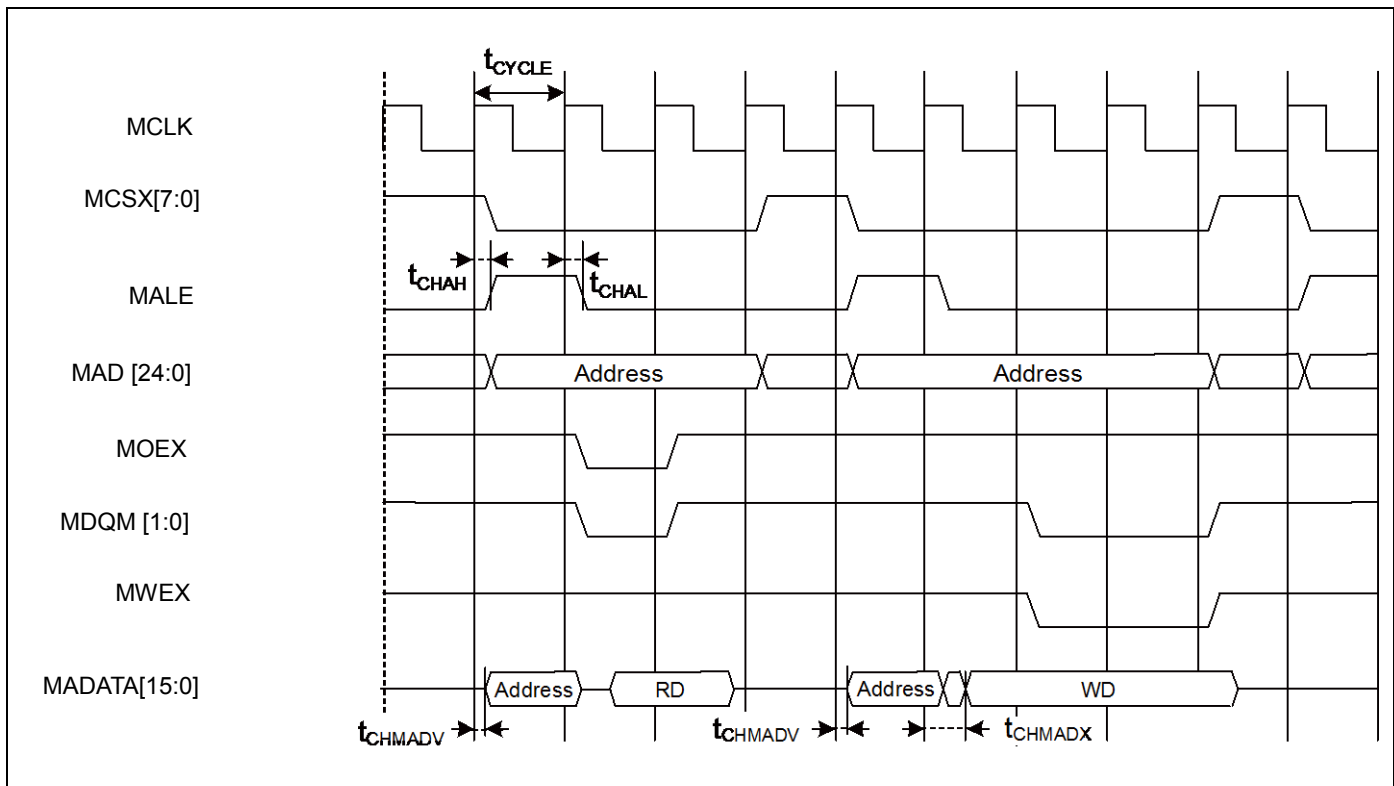 tCYCLE
MCLK
MCSX[7:0]
tCHAH
tCHAL
MALE
MAD [24:0]
Address
Address
MOEX
MDQM [1:0]
MWEX
MADATA[15:0]
Address
RD
Address
WD
tCHMADV
tCHMADV
tCHMADX